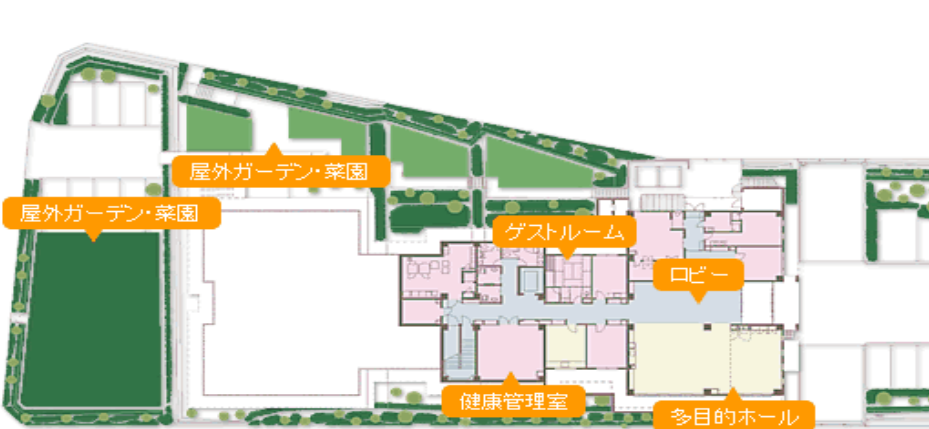 屋外ガーデン・菜園
屋外ガーデン・菜園
ゲストルーム
ロビー
健康管理室
多目的ホール